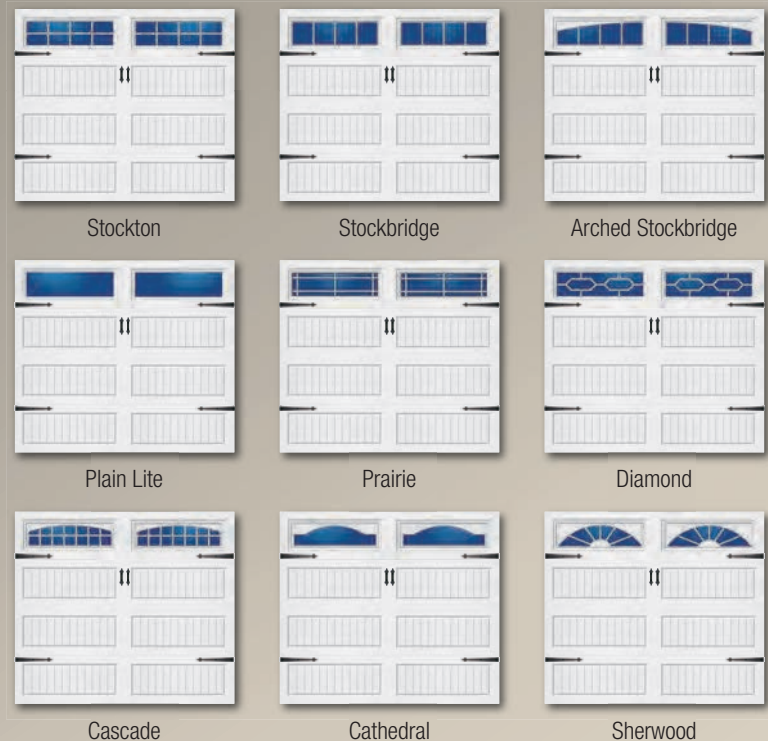 Stockton
Stockbridge
Arched Stockbridge
Plain Lite
Prairie
Diamond
Cascade
Cathedral
Sherwood